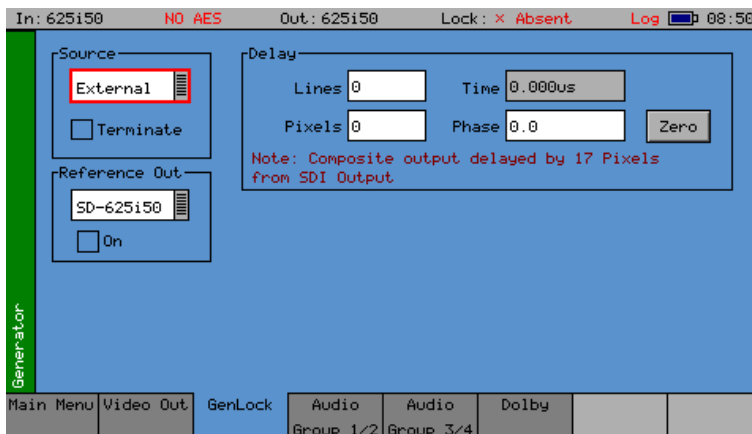 In: 625i50 NO AES Out: 625i50 Lock: × Absent Log 08:50
Source
External
Terminate
Reference Out
SD-625i50
On
Delay
Lines 0 Time 0.000us
Pixels 0 Phase 0.0 Zero
Note: Composite output delayed by 17 Pixels
from SDI Output
Generator
Main Menu Video Out GenLock Audio Audio Dolby
Group 1/2 Group 3/4